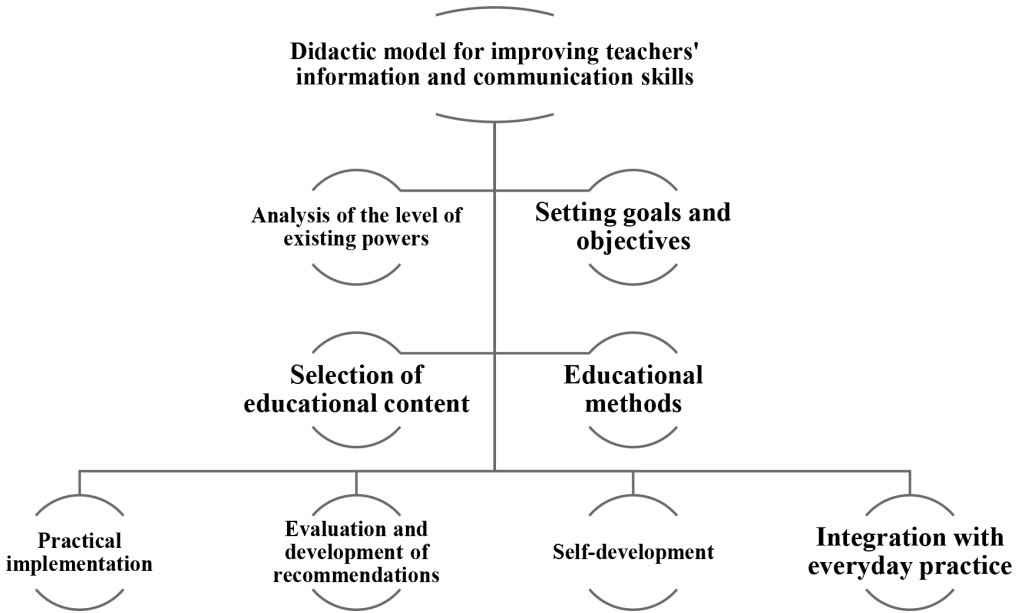 Didactic model for improving teachers'
information and communication skills
Analysis of the level of
existing powers
Setting goals and
objectives
Selection of
educational content
Educational
methods
Practical
implementation
Evaluation and
development of
recommendations
Self-development
Integration with
everyday practice